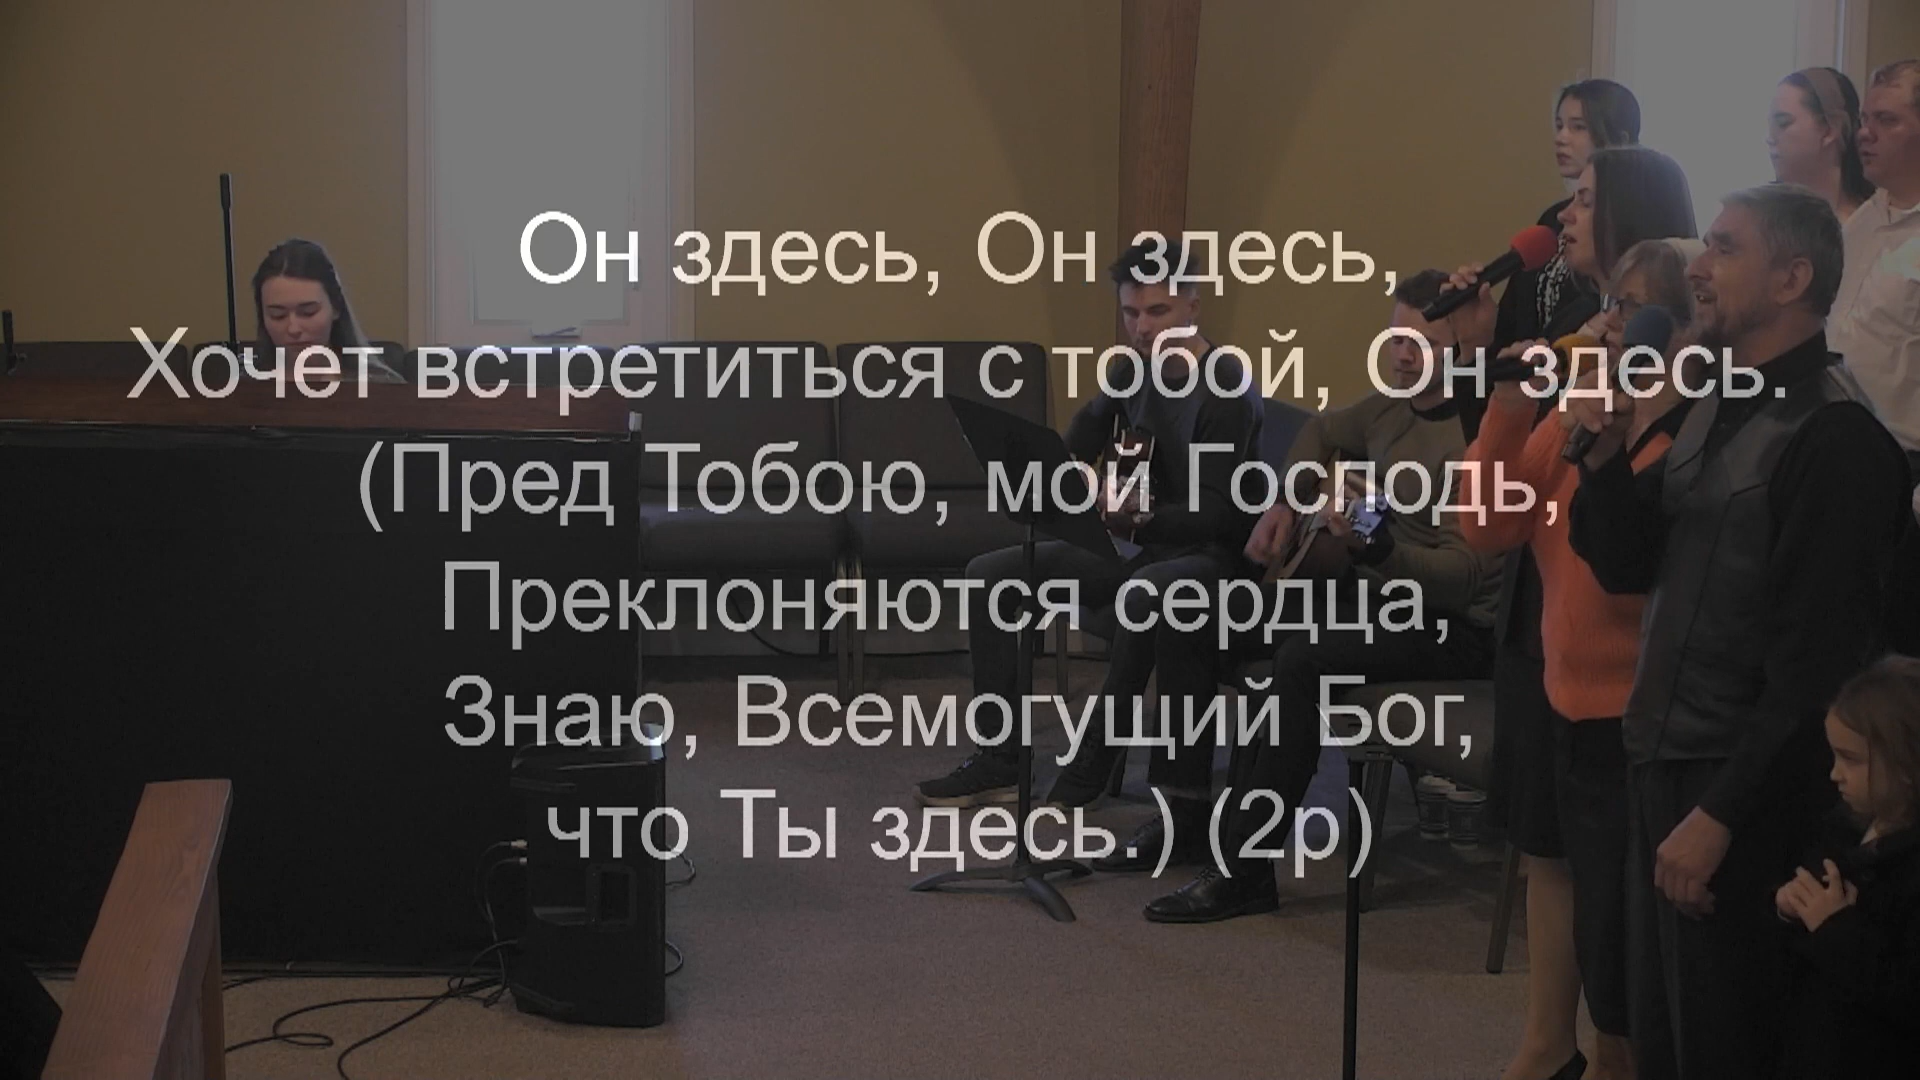 Он здесь, Он здесь,
Хочет встретиться с тобой, Он здесь.
(Пред Тобою, мой Господь,
Преклоняются сердца,
Знаю, Всемогущий Бог,
что Ты здесь.) (2р)